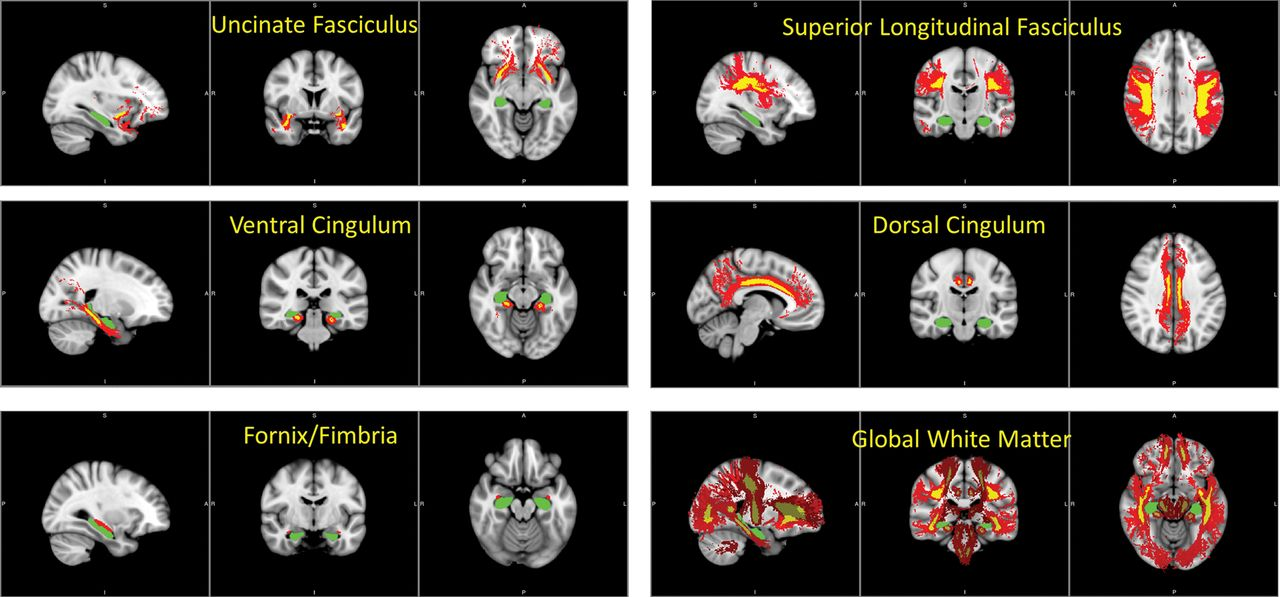 S S A
Uncinate Fasciculus
P A R L R L
I I P
S S A
Superior Longitudinal Fasciculus
P A R L R L
I I P
S S A
Ventral Cingulum
P A R L R L
I I P
S S A
Dorsal Cingulum
P A R L R L
I I P
S S A
Fornix/Fimbria
P A R L R L
I I P
S S A
Global White Matter
P A R L R L
I I P